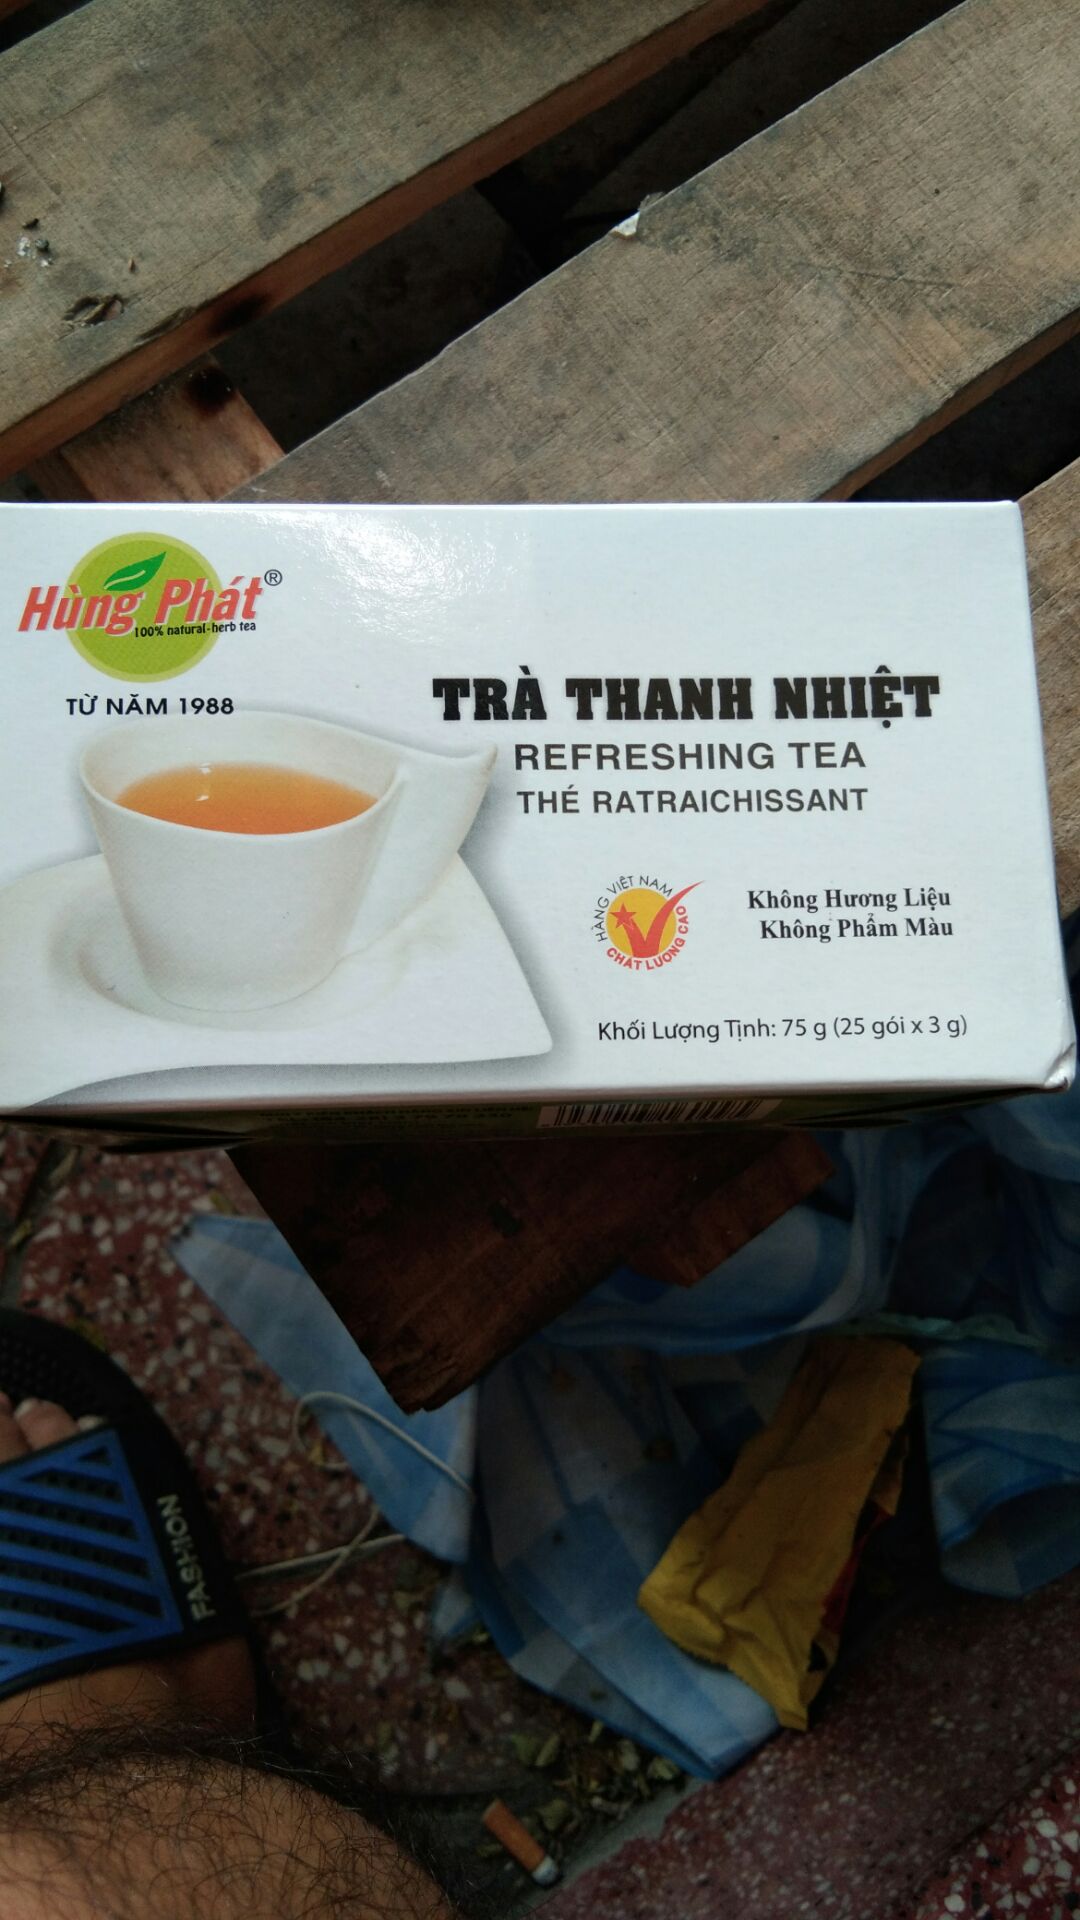 Hùng Phát®
100% natural-herb tea
TỪ NĂM 1988
TRÀ THANH NHIỆT
REFRESHING TEA
THÉ RATRAICHISSANT
HÀNG VIỆT NAM
CHẤT LƯỢNG CAO
Không Hương Liệu
Không Phẩm Màu
Khối Lượng Tịnh: 75 g (25 gói x 3 g)
FASHION